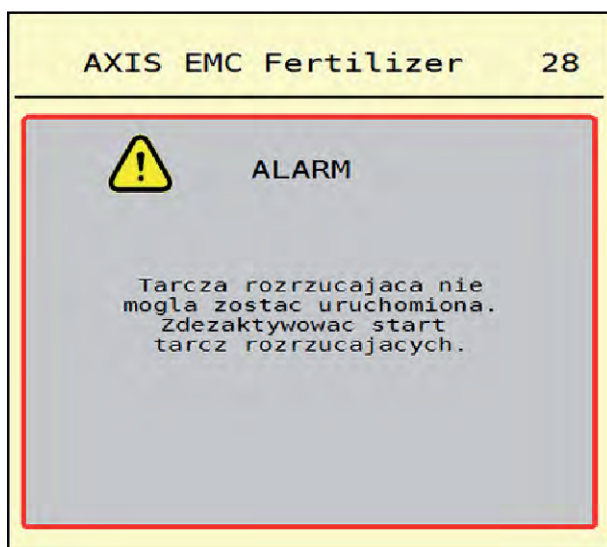 AXIS EMC Fertilizer 28
ALARM
Tarcza rozrzucajaca nie
mogla zostac uruchomiona.
Zdezaktywowac start
tarcz rozrzucajacych.